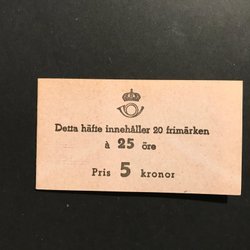 Detta häfte innehåller 20 frimärken
à 25 öre
Pris 5 kronor